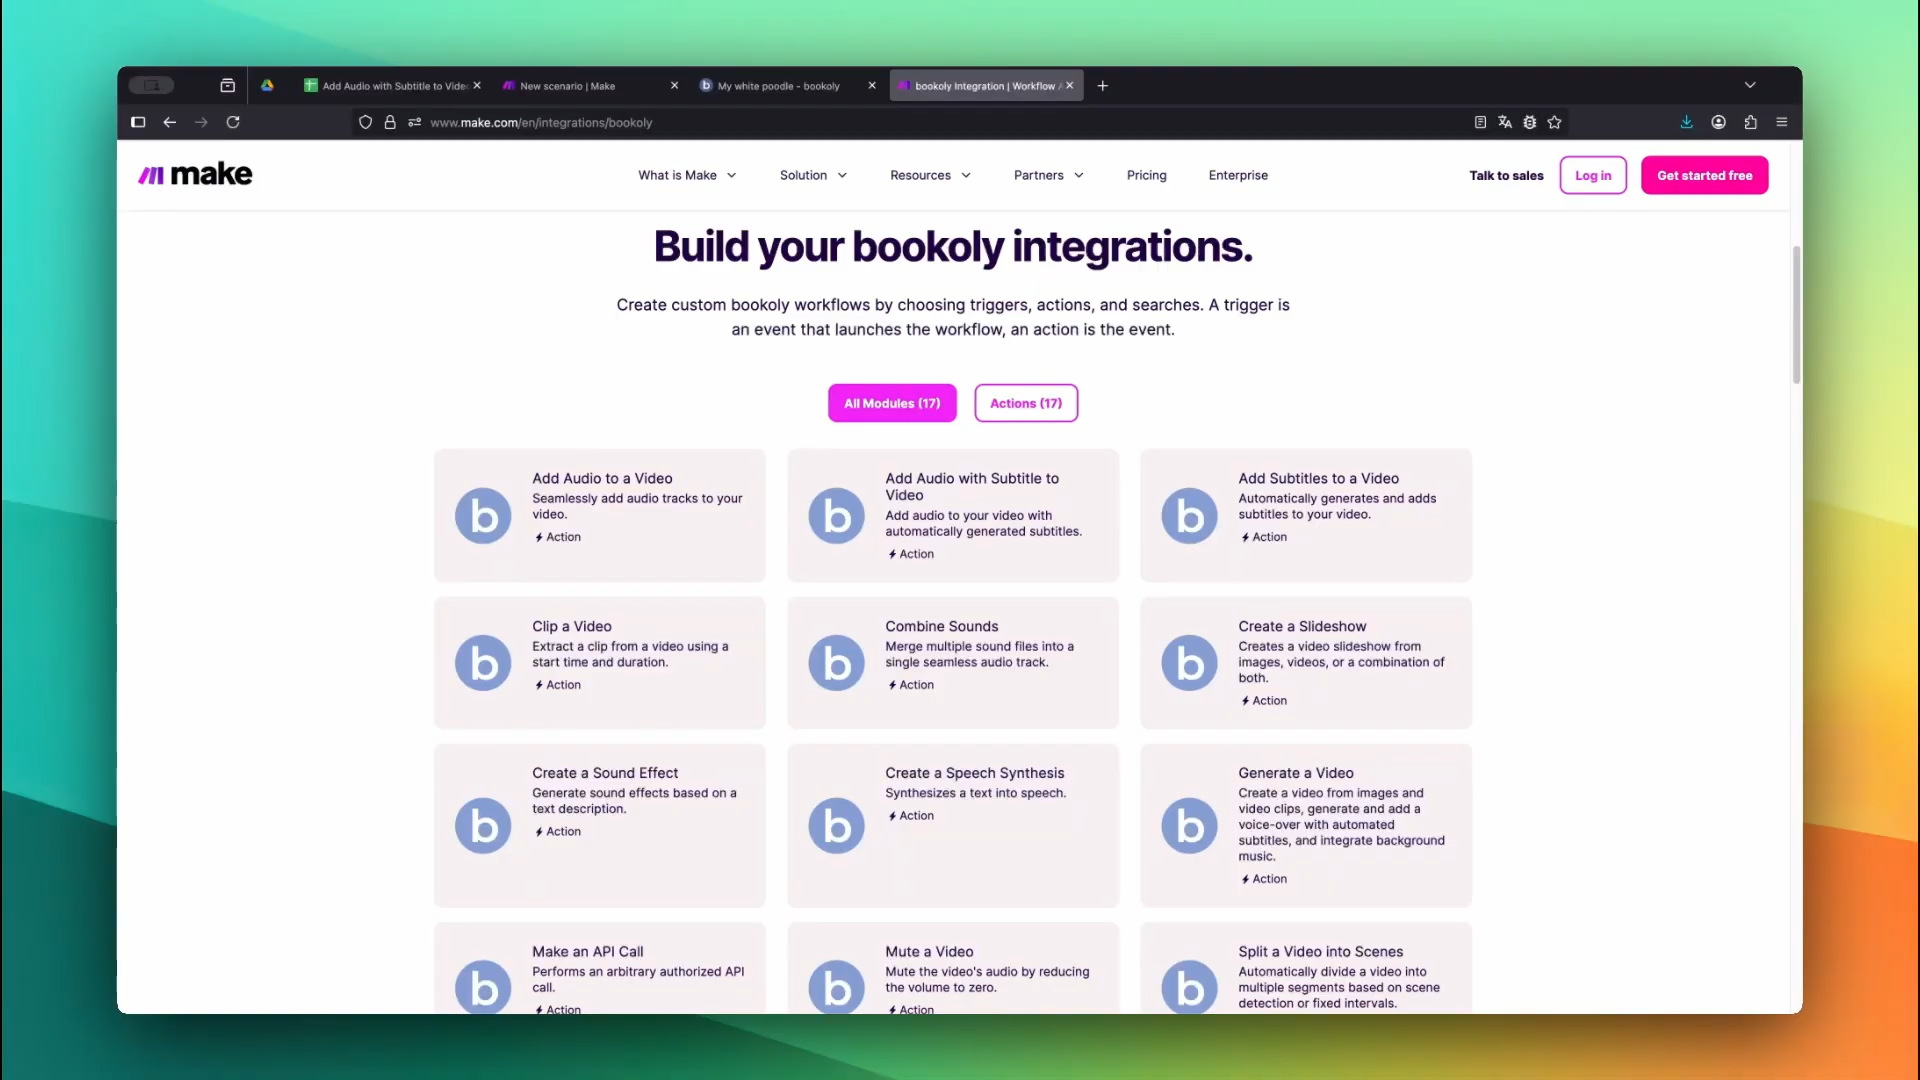 Add Audio with Subtitle to Vide
New scenario | Make
My white poodle - bookoly
bookoly Integration | Workflow A
www.make.com/en/integrations/bookoly
make
What is Make
Solution
Resources
Partners
Pricing
Enterprise
Talk to sales
Log in
Get started free
Build your bookoly integrations.
Create custom bookoly workflows by choosing triggers, actions, and searches. A trigger is
an event that launches the workflow, an action is the event.
All Modules (17)
Actions (17)
b
Add Audio to a Video
Seamlessly add audio tracks to your
video.
Action
b
Add Audio with Subtitle to
Video
Add audio to your video with
automatically generated subtitles.
Action
b
Add Subtitles to a Video
Automatically generates and adds
subtitles to your video.
Action
b
Clip a Video
Extract a clip from a video using a
start time and duration.
Action
b
Combine Sounds
Merge multiple sound files into a
single seamless audio track.
Action
b
Create a Slideshow
Creates a video slideshow from
images, videos, or a combination of
both.
Action
b
Create a Sound Effect
Generate sound effects based on a
text description.
Action
b
Create a Speech Synthesis
Synthesizes a text into speech.
Action
b
Generate a Video
Create a video from images and
video clips, generate and add a
voice-over with automated
subtitles, and integrate background
music.
Action
b
Make an API Call
Performs an arbitrary authorized API
call.
Action
b
Mute a Video
Mute the video's audio by reducing
the volume to zero.
Action
b
Split a Video into Scenes
Automatically divide a video into
multiple segments based on scene
detection or fixed intervals.